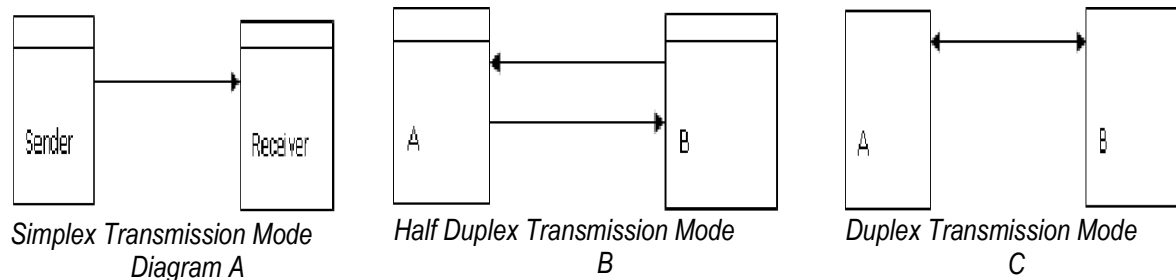 Sender
Receiver
Simplex Transmission Mode
Diagram A
A
B
Half Duplex Transmission Mode
B
A
B
Duplex Transmission Mode
C